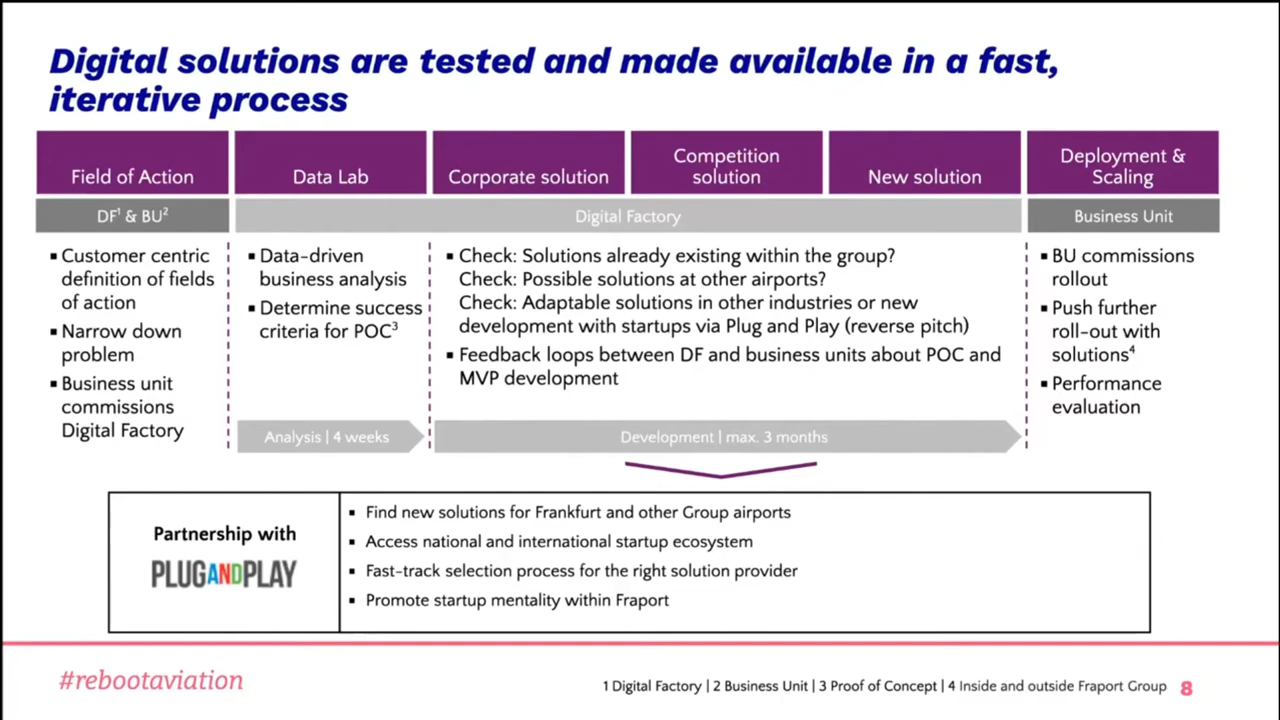 Digital solutions are tested and made available in a fast,
iterative process
Field of Action
Data Lab
Corporate solution
Competition
solution
New solution
Deployment &
Scaling
DF¹ & BU²
Digital Factory
Business Unit
▪ Customer centric
definition of fields
of action
▪ Narrow down
problem
▪ Business unit
commissions
Digital Factory
▪ Data-driven
business analysis
▪ Determine success
criteria for POC³
▪ Check: Solutions already existing within the group?
Check: Possible solutions at other airports?
Check: Adaptable solutions in other industries or new
development with startups via Plug and Play (reverse pitch)
▪ Feedback loops between DF and business units about POC and
MVP development
▪ BU commissions
rollout
▪ Push further
roll-out with
solutions⁴
▪ Performance
evaluation
Analysis | 4 weeks
Development | max. 3 months
Partnership with
PLUGANDPLAY
▪ Find new solutions for Frankfurt and other Group airports
▪ Access national and international startup ecosystem
▪ Fast-track selection process for the right solution provider
▪ Promote startup mentality within Fraport
#rebootaviation
1 Digital Factory | 2 Business Unit | 3 Proof of Concept | 4 Inside and outside Fraport Group
8